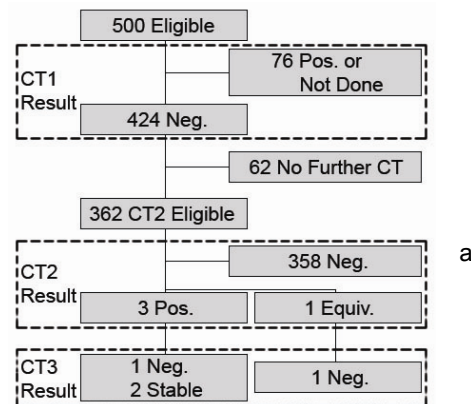 500 Eligible
CT1
Result
76 Pos. or
Not Done
424 Neg.
62 No Further CT
362 CT2 Eligible
CT2
Result
358 Neg.
3 Pos.
1 Equiv.
CT3
Result
1 Neg.
2 Stable
1 Neg.
a